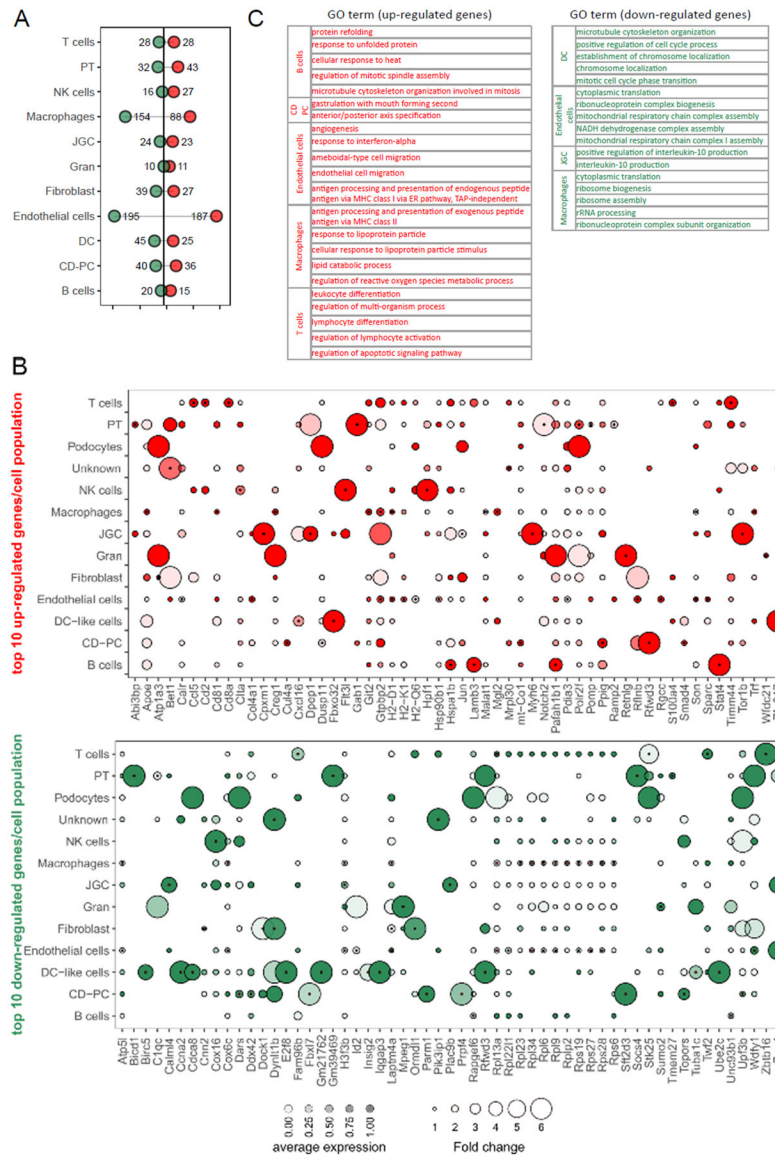 A
T cells 28 28
PT 32 43
NK cells 16 27
Macrophages 154 88
JGC 24 23
Gran 10 11
Fibroblast 39 27
Endothelial cells 195 187
DC 45 25
CD-PC 40 36
B cells 20 15
C
GO term (up-regulated genes)
B cells
protein refolding
response to unfolded protein
cellular response to heat
regulation of mitotic spindle assembly
microtubule cytoskeleton organization involved in mitosis
CD PC
gastrulation with mouth forming second
anterior/posterior axis specification
Endothelial cells
angiogenesis
response to interferon-alpha
ameboidal-type cell migration
endothelial cell migration
antigen processing and presentation of endogenous peptide
antigen via MHC class I via ER pathway, TAP-independent
Macrophages
antigen processing and presentation of exogenous peptide
antigen via MHC class II
response to lipoprotein particle
cellular response to lipoprotein particle stimulus
lipid catabolic process
regulation of reactive oxygen species metabolic process
T cells
leukocyte differentiation
regulation of multi-organism process
lymphocyte differentiation
regulation of lymphocyte activation
regulation of apoptotic signaling pathway
GO term (down-regulated genes)
DC
microtubule cytoskeleton organization
positive regulation of cell cycle process
establishment of chromosome localization
chromosome localization
mitotic cell cycle phase transition
Endothelial cells
cytoplasmic translation
ribonucleoprotein complex biogenesis
mitochondrial respiratory chain complex assembly
NADH dehydrogenase complex assembly
mitochondrial respiratory chain complex I assembly
JGC
positive regulation of interleukin-10 production
interleukin-10 production
Macrophages
cytoplasmic translation
ribosome biogenesis
ribosome assembly
rRNA processing
ribonucleoprotein complex subunit organization
B
top 10 up-regulated genes/cell population
T cells
PT
Podocytes
Unknown
NK cells
Macrophages
JGC
Gran
Fibroblast
Endothelial cells
DC-like cells
CD-PC
B cells
Abi3bp Apoe Atp1a3 Bet1 Calr Cd5 Cd2 Cd81 Cd8a Clta Col4a1 Cpxm1 Creg1 Cul4a Cxcl16 Dpep1 Dusp11 Fbxo32 Flt3l Gab1 Git2 Gtpbp2 H2-D1 H2-K1 H2-Q6 Hpf1 Hsp90b1 Hspa1b Jun Lamb3 Malat1 Mgl2 Mrpl30 mt-Co1 Myh6 Notch2 Pafah1b1 Pdia3 Polr2f Pomp Ppig Ramp2 Retnlg Rflnb Rfwd3 Rgcc S100a4 Smad4 Son Sparc Stat4 Timm44 Tor1b Trf Wfdc21
top 10 down-regulated genes/cell population
T cells
PT
Podocytes
Unknown
NK cells
Macrophages
JGC
Gran
Fibroblast
Endothelial cells
DC-like cells
CD-PC
B cells
Atp5l Bicd1 Birc5 C1qc Calml4 Ccna2 Cdca8 Cnn2 Cox16 Cox6c Dars Ddx42 Dock1 Dynlt1b E2f8 Fam96b Fbxl7 Gm21762 Gm39469 H3f3b Id2 Insig2 Iqgap3 Laptm4a Mpeg1 Ormdl1 Parm1 Pik3ip1 Plac9b Prpf4 Rapgef6 Rfwd3 Rpl13a Rpl22l1 Rpl23 Rpl34 Rpl6 Rpl9 Rplp2 Rps19 Rps27 Rps28 Rps6 Sft2d3 Socs4 Stk25 Sumo2 Tmem27 Topors Tuba1c Twf2 Ube2c Unc93b1 Upf3b Wdfy1 Zbtb16
0.00 0.25 0.50 0.75 1.00
average expression
1 2 3 4 5 6
Fold change